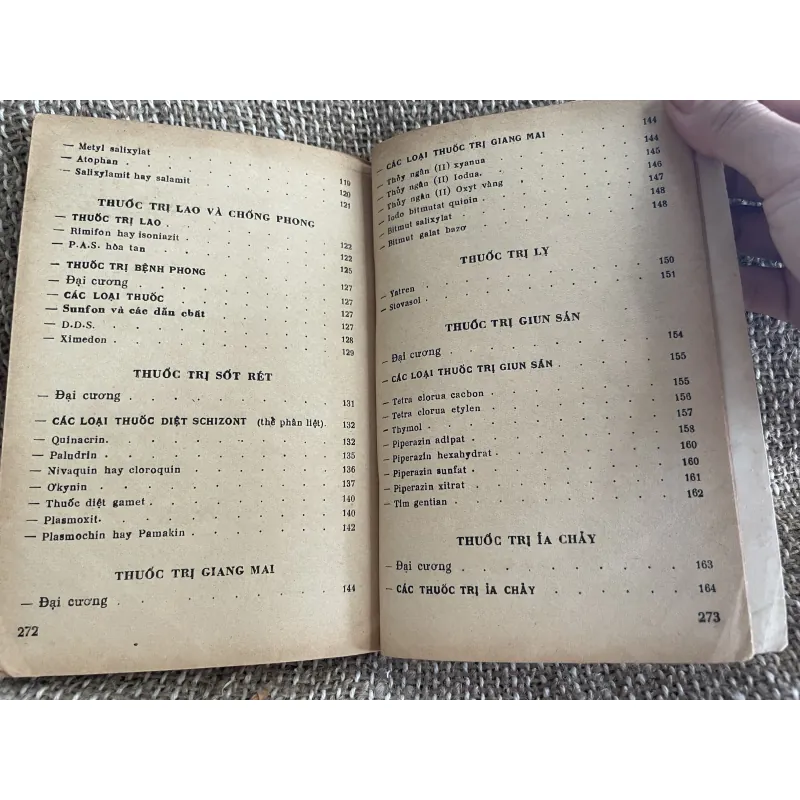 — Metyl salixylat . . . . . 119
— Atophan . . . . . 120
— Salixylamit hay salamit . . . . . 121
THUỐC TRỊ LAO VÀ CHỐNG PHONG
— THUỐC TRỊ LAO . . . . . 122
— Rimifon hay isoniazit . . . . . 122
— P.A.S. hòa tan . . . . . 125
— THUỐC TRỊ BỆNH PHONG . . . . . 127
— Đại cương . . . . . 127
— CÁC LOẠI THUỐC . . . . . 127
— Sunfon và các dẫn chất . . . . . 127
— D.D.S. . . . . . 128
— Ximedon . . . . . 129
THUỐC TRỊ SỐT RÉT
— Đại cương . . . . . 131
— CÁC LOẠI THUỐC DIỆT SCHIZONT (thể phân liệt). 132
— Quinacrin . . . . . 132
— Paludrin . . . . . 135
— Nivaquin hay cloroquin . . . . . 136
— Ơkynin . . . . . 137
— Thuốc diệt gamet . . . . . 140
— Plasmoxit . . . . . 140
— Plasmochin hay Pamakin . . . . . 142
THUỐC TRỊ GIANG MAI
— Đại cương . . . . . 144
272
— CÁC LOẠI THUỐC TRỊ GIANG MAI . . . . . 144
— Thủy ngân (II) xyanua . . . . . 144
— Thủy ngân (II) Iodua . . . . . 145
— Thủy ngân (II) Oxyt vàng . . . . . 146
— Iodo bitmutat quinin . . . . . 147
— Bitmut salixylat . . . . . 148
— Bitmut galat bazơ . . . . . 148
THUỐC TRỊ LỴ
— Yatren . . . . . 150
— Stovasol . . . . . 151
THUỐC TRỊ GIUN SÁN
— Đại cương . . . . . 154
— CÁC LOẠI THUỐC TRỊ GIUN SÁN . . . . . 155
— Tetra clorua cacbon . . . . . 155
— Tetra clorua etylen . . . . . 156
— Thymol . . . . . 157
— Piperazin adipat . . . . . 158
— Piperazin hexahydrat . . . . . 160
— Piperazin sunfat . . . . . 160
— Piperazin xitrat . . . . . 161
— Tím gentian . . . . . 162
THUỐC TRỊ ỈA CHẢY
— Đại cương . . . . . 163
— CÁC THUỐC TRỊ ỈA CHẢY . . . . . 164
273